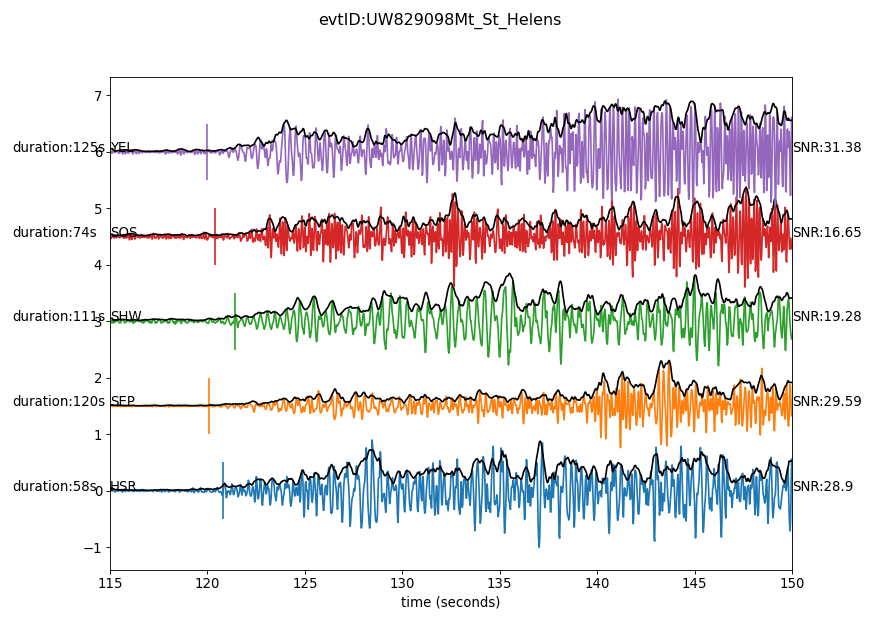 evtID:UW829098Mt_St_Helens
7
duration:125s YEL 6 SNR:31.38
5
duration:74s SOS SNR:16.65
4
duration:111s SHW 3 SNR:19.28
2
duration:120s SEP SNR:29.59
1
duration:58s HSR 0 SNR:28.9
−1
115 120 125 130 135 140 145 150
time (seconds)